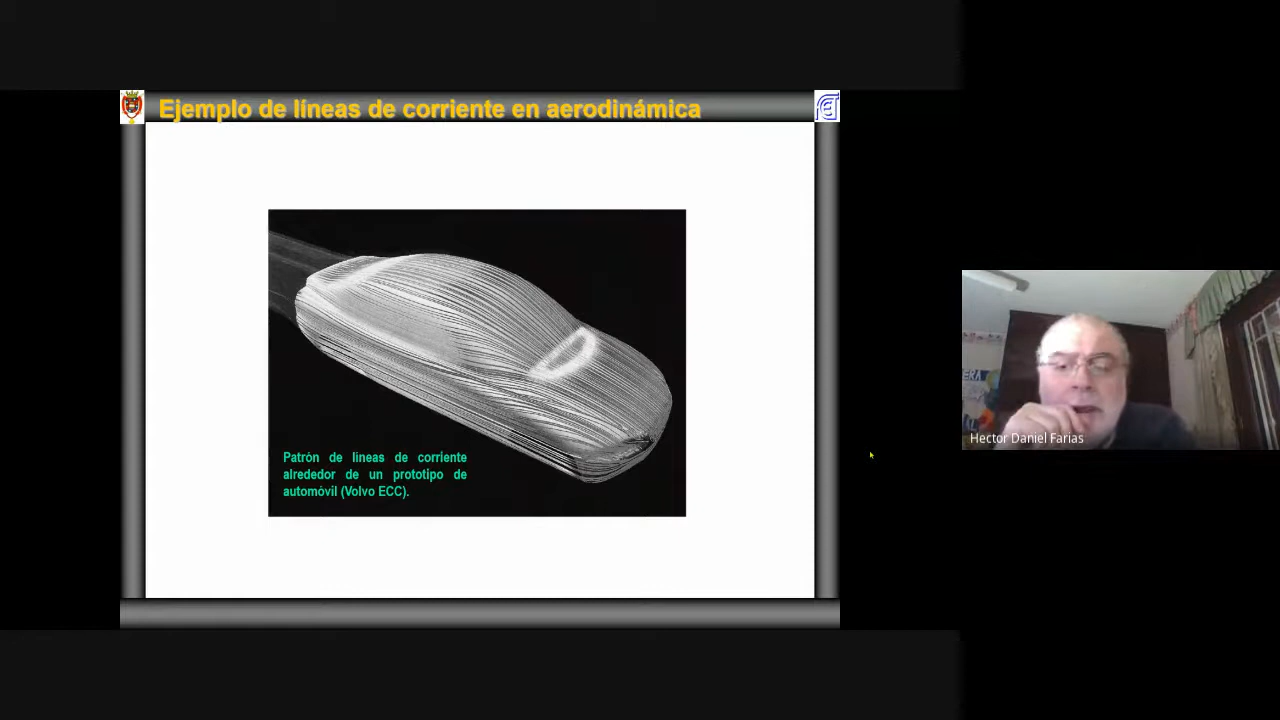 Ejemplo de líneas de corriente en aerodinámica
Patrón de líneas de corriente
alrededor de un prototipo de
automóvil (Volvo ECC).
Hector Daniel Farias